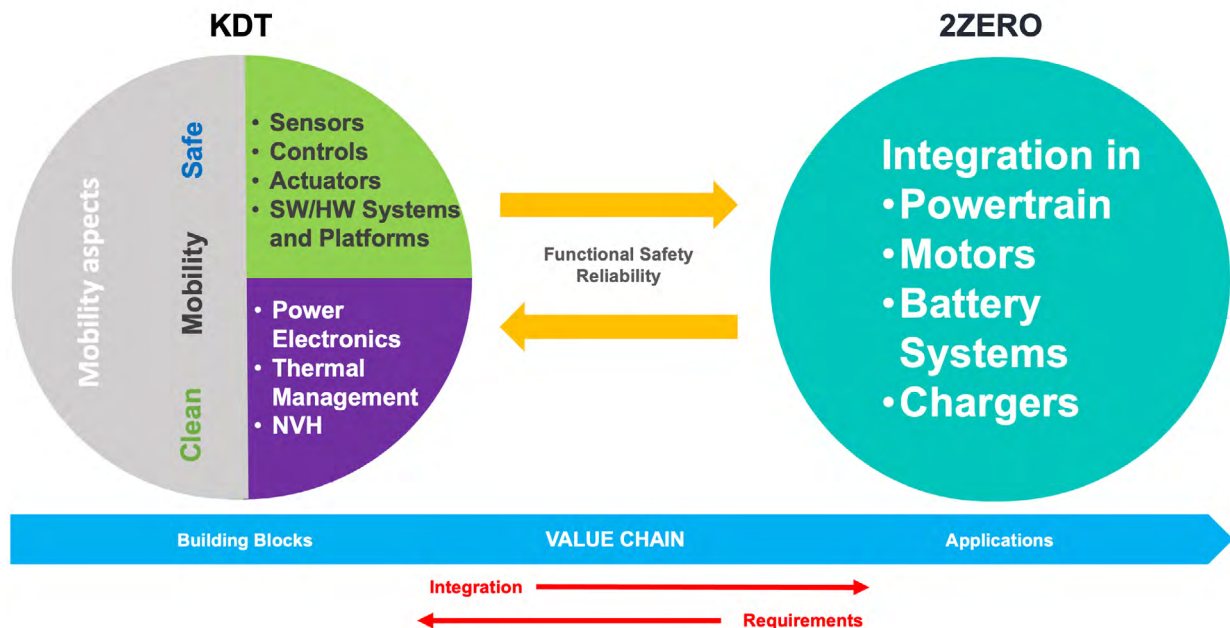 KDT
2ZERO
Mobility aspects
Safe
Mobility
Clean
• Sensors
• Controls
• Actuators
• SW/HW Systems
and Platforms
• Power
Electronics
• Thermal
Management
• NVH
Functional Safety
Reliability
Integration in
•Powertrain
•Motors
•Battery
Systems
•Chargers
Building Blocks
VALUE CHAIN
Applications
Integration
Requirements